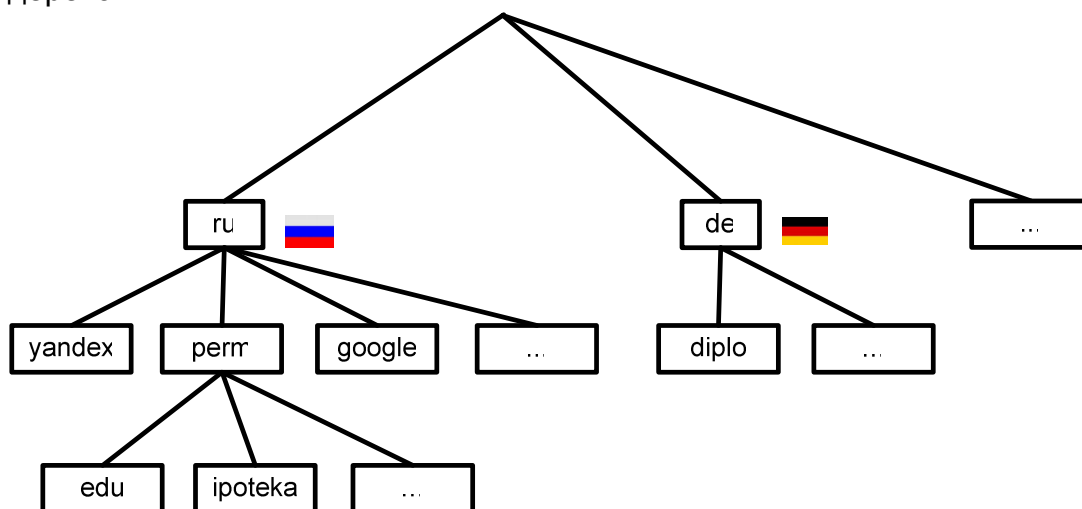 ru de ...
yandex perm google ... diplo ...
edu ipoteka ...